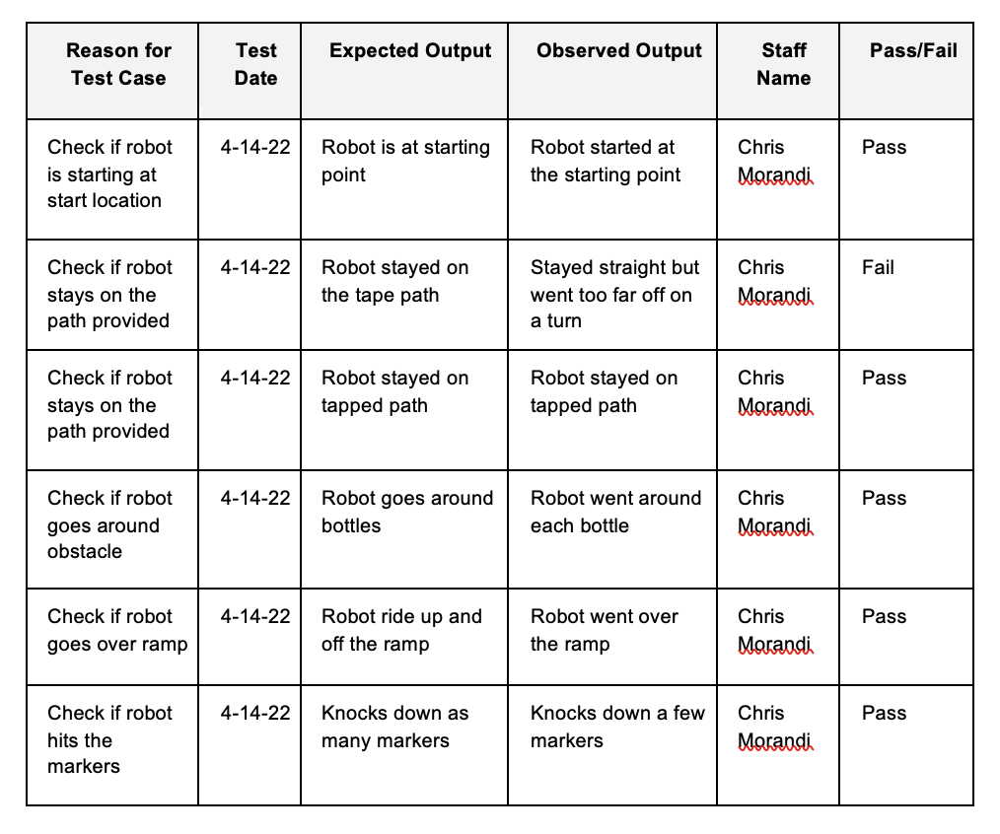 Reason for
Test Case
Test
Date
Expected Output
Observed Output
Staff
Name
Pass/Fail
Check if robot
is starting at
start location
4-14-22
Robot is at starting
point
Robot started at
the starting point
Chris
Morandi
Pass
Check if robot
stays on the
path provided
4-14-22
Robot stayed on
the tape path
Stayed straight but
went too far off on
a turn
Chris
Morandi
Fail
Check if robot
stays on the
path provided
4-14-22
Robot stayed on
tapped path
Robot stayed on
tapped path
Chris
Morandi
Pass
Check if robot
goes around
obstacle
4-14-22
Robot goes around
bottles
Robot went around
each bottle
Chris
Morandi
Pass
Check if robot
goes over ramp
4-14-22
Robot ride up and
off the ramp
Robot went over
the ramp
Chris
Morandi
Pass
Check if robot
hits the
markers
4-14-22
Knocks down as
many markers
Knocks down a few
markers
Chris
Morandi
Pass